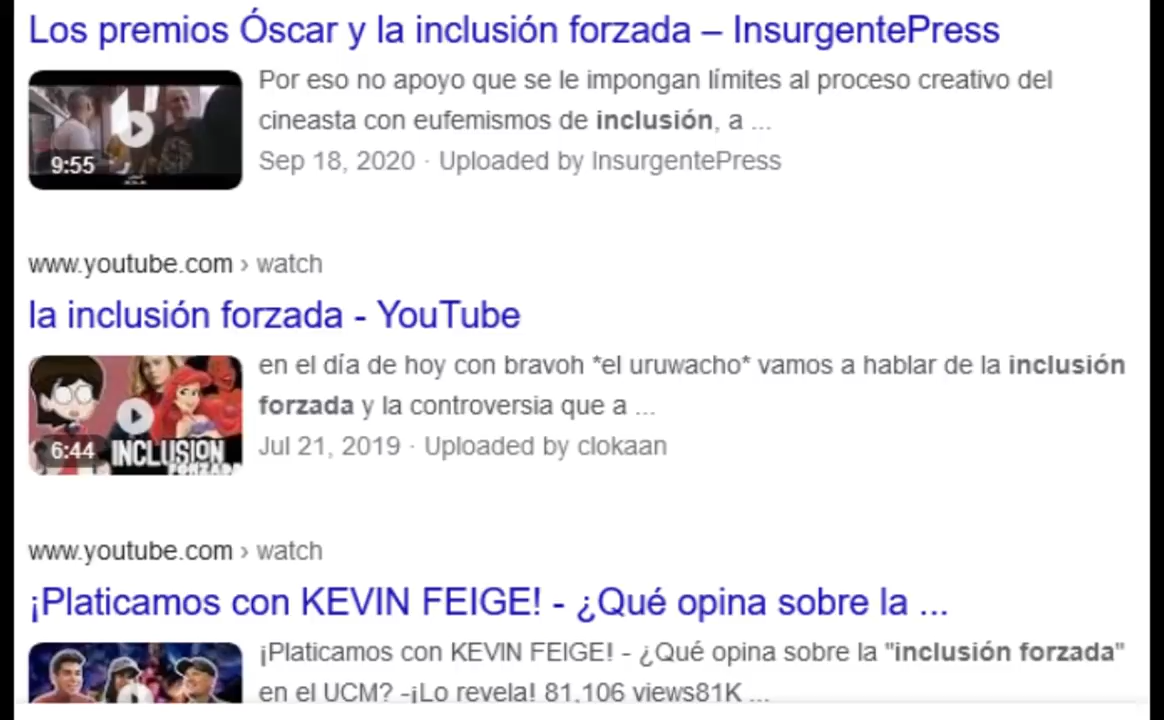 Los premios Óscar y la inclusión forzada – InsurgentePress
Por eso no apoyo que se le impongan límites al proceso creativo del
cineasta con eufemismos de inclusión, a ...
9:55
Sep 18, 2020 · Uploaded by InsurgentePress
www.youtube.com › watch
la inclusión forzada - YouTube
en el día de hoy con bravoh *el uruwacho* vamos a hablar de la inclusión
forzada y la controversia que a ...
6:44
INCLUSION
FORZADA
Jul 21, 2019 · Uploaded by clokaan
www.youtube.com › watch
¡Platicamos con KEVIN FEIGE! - ¿Qué opina sobre la ...
¡Platicamos con KEVIN FEIGE! - ¿Qué opina sobre la "inclusión forzada"
en el UCM? -¡Lo revela! 81,106 views81K ...